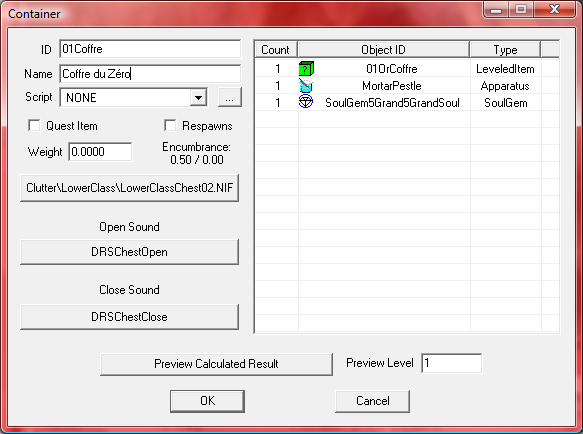 Container
ID 01Coffre
Name Coffre du Zéro
Script NONE ...
Quest Item Respawns
Weight 0.0000 Encumbrance:
0.50 / 0.00
Clutter\LowerClass\LowerClassChest02.NIF
Open Sound
DRSChestOpen
Close Sound
DRSChestClose
Count Object ID Type
1 01OrCoffre LeveledItem
1 MortarPestle Apparatus
1 SoulGem5Grand5GrandSoul SoulGem
Preview Calculated Result Preview Level 1
OK Cancel